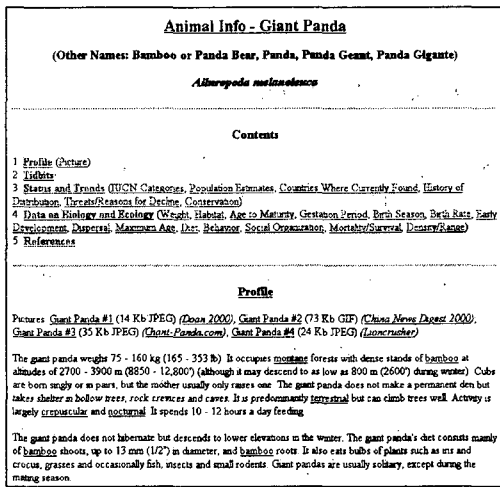 Animal Info - Giant Panda
(Other Names: Bamboo or Panda Bear, Panda, Panda Geant, Panda Gigante)
Ailuropoda melanoleuca
Contents
1 Profile (Picture)
2 Tidbits
3 Status and Trends (IUCN Categories, Population Estimates, Countries Where Currently Found, History of
Distribution, Threats/Reasons for Decline, Conservation)
4 Data on Biology and Ecology (Weight, Habitat, Age to Maturity, Gestation Period, Birth Season, Birth Rate, Early
Development, Dispersal, Maximum Age, Diet, Behavior, Social Organization, Mortality/Survival, Density/Range)
5 References
Profile
Pictures Giant Panda #1 (14 Kb JPEG) (Doan 2000), Giant Panda #2 (73 Kb GIF) (China News Digest 2000),
Giant Panda #3 (35 Kb JPEG) (Giant-Panda.com), Giant Panda #4 (24 Kb JPEG) (Lioncrusher)
The giant panda weighs 75 - 160 kg (165 - 353 lb) It occupies montane forests with dense stands of bamboo at
altitudes of 2700 - 3900 m (8850 - 12,800') (although it may descend to as low as 800 m (2600') during winter) Cubs
are born singly or in pairs, but the mother usually only raises one The giant panda does not make a permanent den but
takes shelter in hollow trees, rock crevices and caves. It is predominantly terrestrial but can climb trees well. Activity is
largely crepuscular and nocturnal It spends 10 - 12 hours a day feeding
The giant panda does not hibernate but descends to lower elevations in the winter. The giant panda's diet consists mainly
of bamboo shoots, up to 13 mm (1/2") in diameter, and bamboo roots. It also eats bulbs of plants such as iris and
crocus, grasses and occasionally fish, insects and small rodents. Giant pandas are usually solitary, except during the
mating season